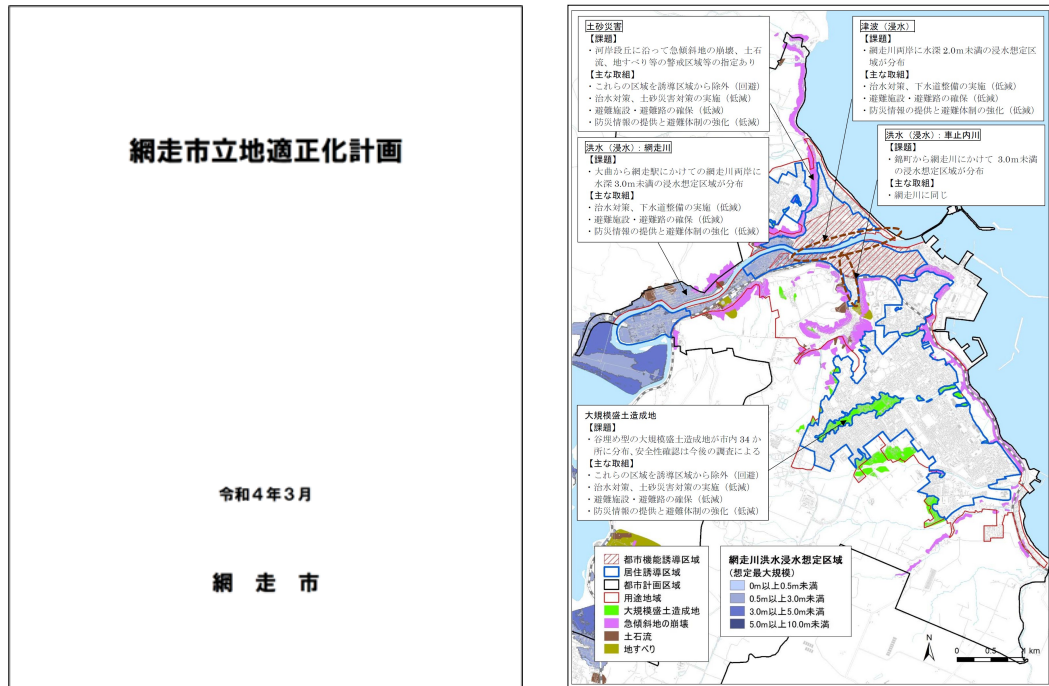 網走市立地適正化計画
令和4年3月
網走市
土砂災害
【課題】
・河岸段丘に沿って急傾斜地の崩壊、土石
流、地すべり等の警戒区域等の指定あり
【主な取組】
・これらの区域を誘導区域から除外（回避）
・治水対策、土砂災害対策の実施（低減）
・避難施設・避難路の確保（低減）
・防災情報の提供と避難体制の強化（低減）
津波（浸水）
【課題】
・網走川両岸に水深2.0m未満の浸水想定区
域が分布
【主な取組】
・治水対策、下水道整備の実施（低減）
・避難施設・避難路の確保（低減）
・防災情報の提供と避難体制の強化（低減）
洪水（浸水）：網走川
【課題】
・大曲から網走駅にかけての網走川両岸に
水深3.0m未満の浸水想定区域が分布
【主な取組】
・治水対策、下水道整備の実施（低減）
・避難施設・避難路の確保（低減）
・防災情報の提供と避難体制の強化（低減）
洪水（浸水）：車止内川
【課題】
・錦町から網走川にかけて 3.0m未満
の浸水想定区域が分布
【主な取組】
・網走川に同じ
大規模盛土造成地
【課題】
・谷埋め型の大規模盛土造成地が市内34か
所に分布、安全性確認は今後の調査による
【主な取組】
・これらの区域を誘導区域から除外（回避）
・治水対策、土砂災害対策の実施（低減）
・避難施設・避難路の確保（低減）
・防災情報の提供と避難体制の強化（低減）
都市機能誘導区域
居住誘導区域
都市計画区域
用途地域
大規模盛土造成地
急傾斜地の崩壊
土石流
地すべり
網走川洪水浸水想定区域
（想定最大規模）
0m以上0.5m未満
0.5m以上3.0m未満
3.0m以上5.0m未満
5.0m以上10.0m未満
N
0 0.5 1 km